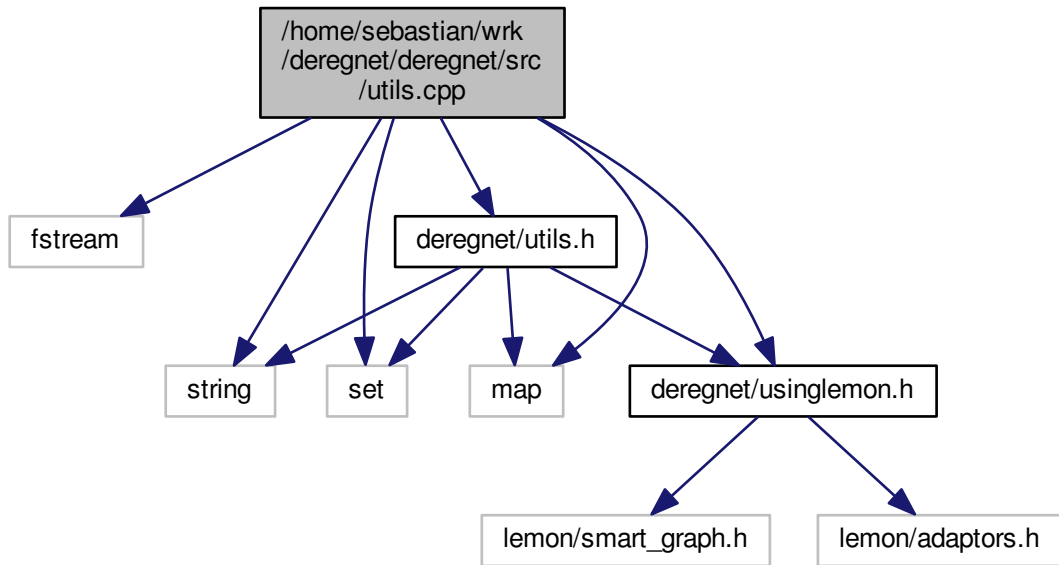 /home/sebastian/wrk
/deregnet/deregnet/src
/utils.cpp
fstream
deregnet/utils.h
string
set
map
deregnet/usinglemon.h
lemon/smart_graph.h
lemon/adaptors.h